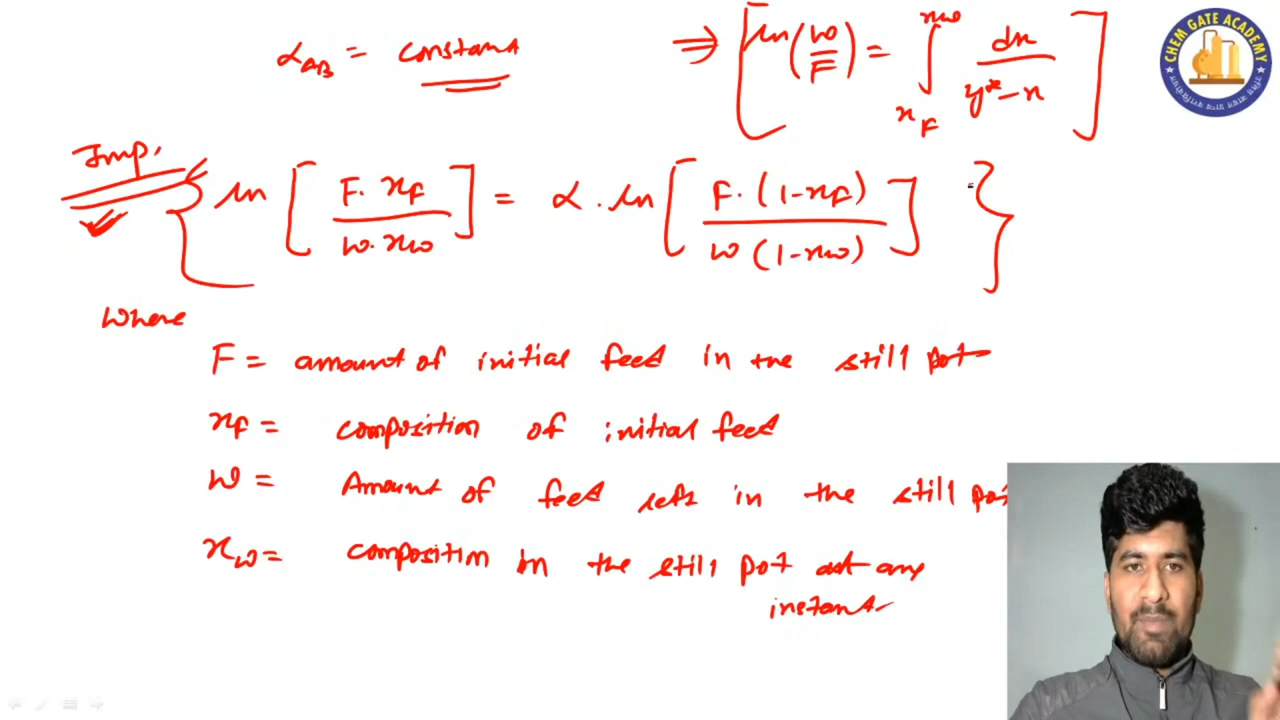 α_AB = constant ⇒ [ ln(W/F) = ∫_{x_F}^{x_W} dx / (y* - x) ]
CHEM GATE ACADEMY
Imp.
{ ln [ F. x_F / W. x_W ] = α . ln [ F. (1-x_F) / W (1-x_W) ] }
Where
F = amount of initial feed in the still pot
x_F = composition of initial feed
W = Amount of feed left in the still pot
x_W = composition in the still pot at any
instant